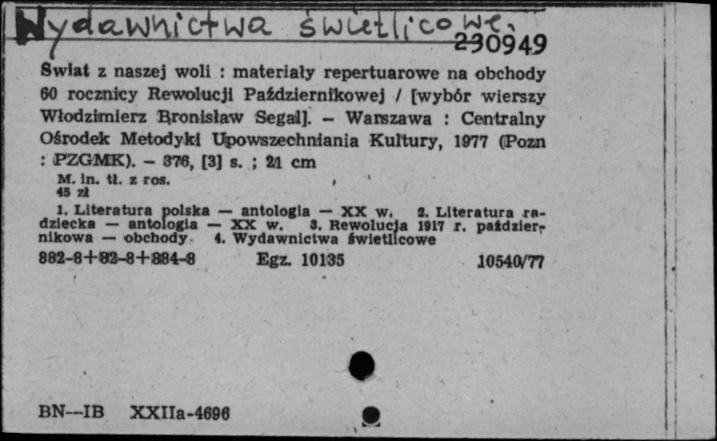 Wydawnictwa świetlicowe.
230949
Swiat z naszej woli : materiały repertuarowe na obchody
60 rocznicy Rewolucji Październikowej / [wybór wierszy
Włodzimierz Bronisław Segal]. — Warszawa : Centralny
Ośrodek Metodyki Upowszechniania Kultury, 1977 (Pozn
: PZGMK). — 376, [3] s. ; 21 cm
M. in. tł. z ros.
45 zł
1. Literatura polska — antologia — XX w. 2. Literatura ra-
dziecka — antologia — XX w. 3. Rewolucja 1917 r. paździer-
nikowa — obchody. 4. Wydawnictwa świetlicowe
882-8+82-8+884-8 Egz. 10135 10540/77
BN—IB XXIIa-4696